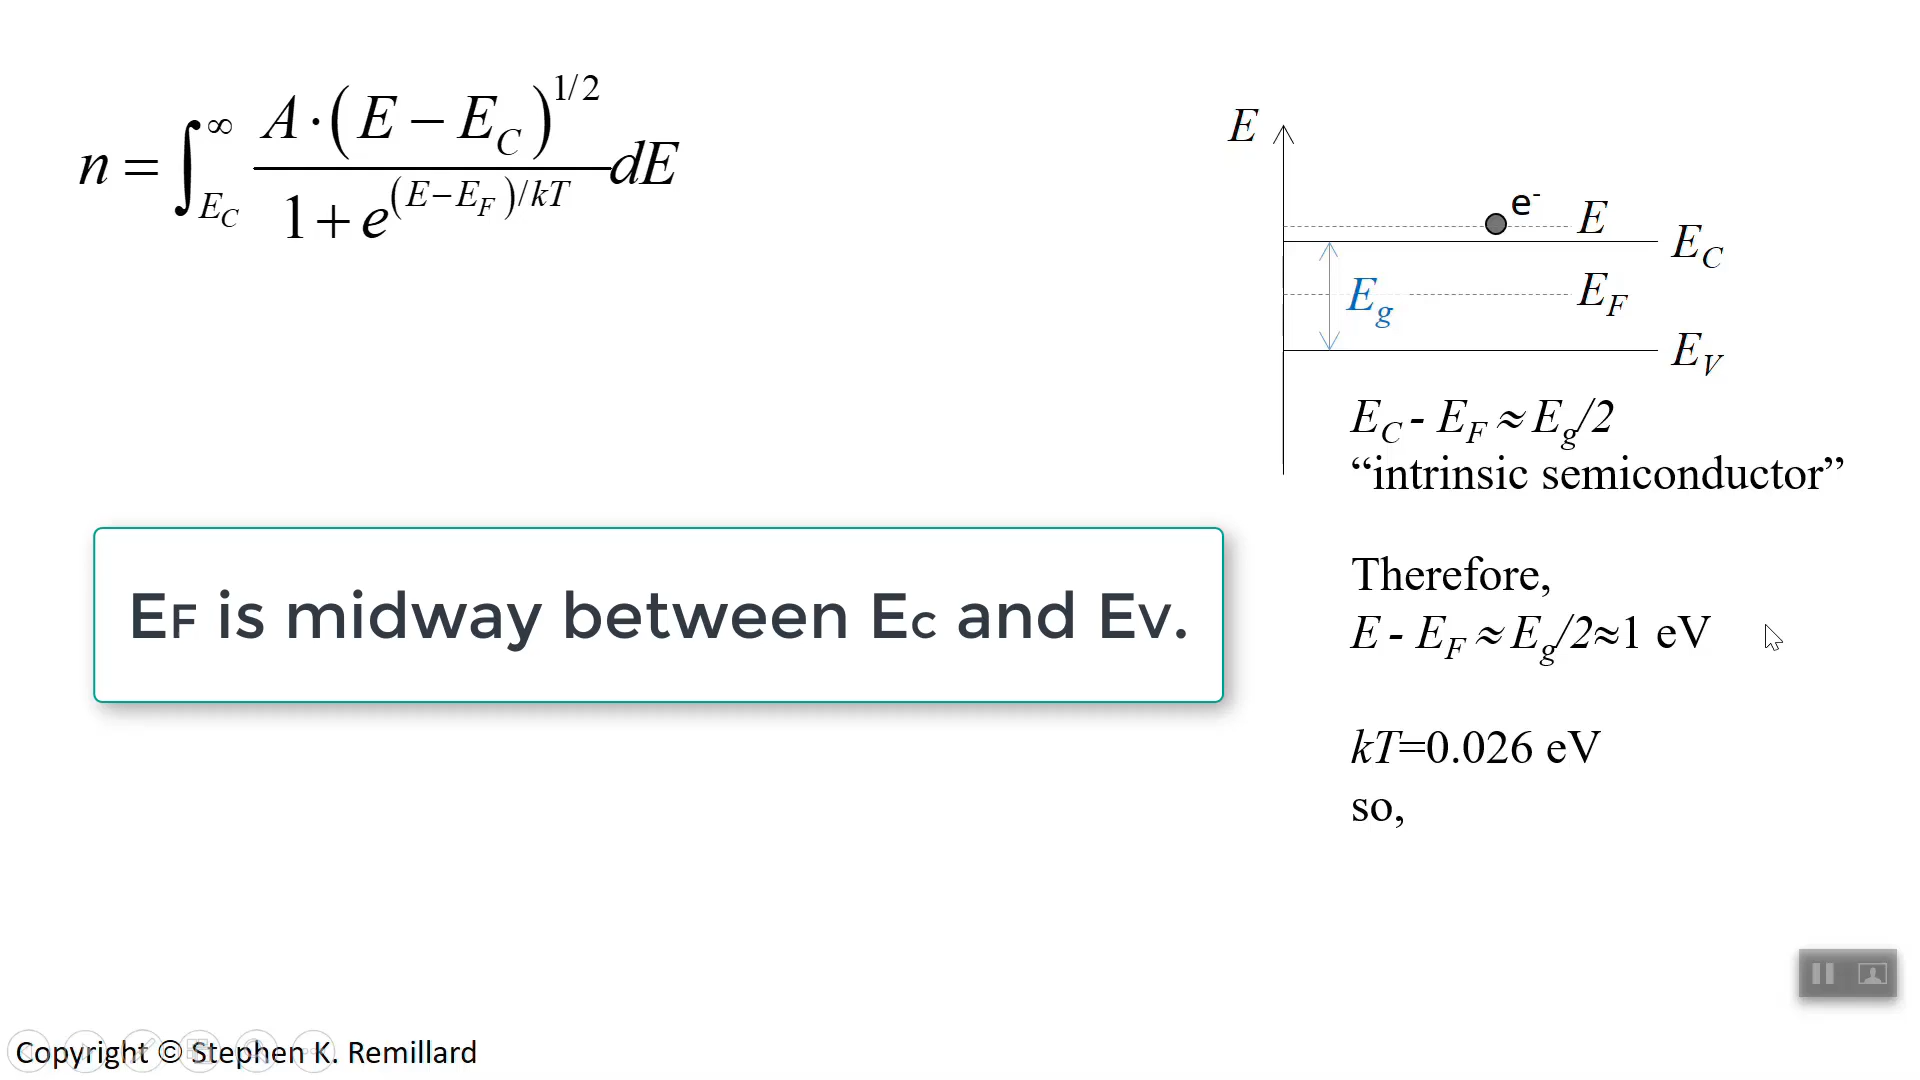 n = ∫_{E_C}^{∞} \frac{A·(E − E_C)^{1/2}}{1 + e^{(E−E_F)/kT}} dE
E
e⁻
E
E_C
E_g
E_F
E_V
E_C - E_F ≈ E_g/2
“intrinsic semiconductor”
EF is midway between Ec and Ev.
Therefore,
E - E_F ≈ E_g/2≈1 eV
kT=0.026 eV
so,
Copyright © Stephen K. Remillard